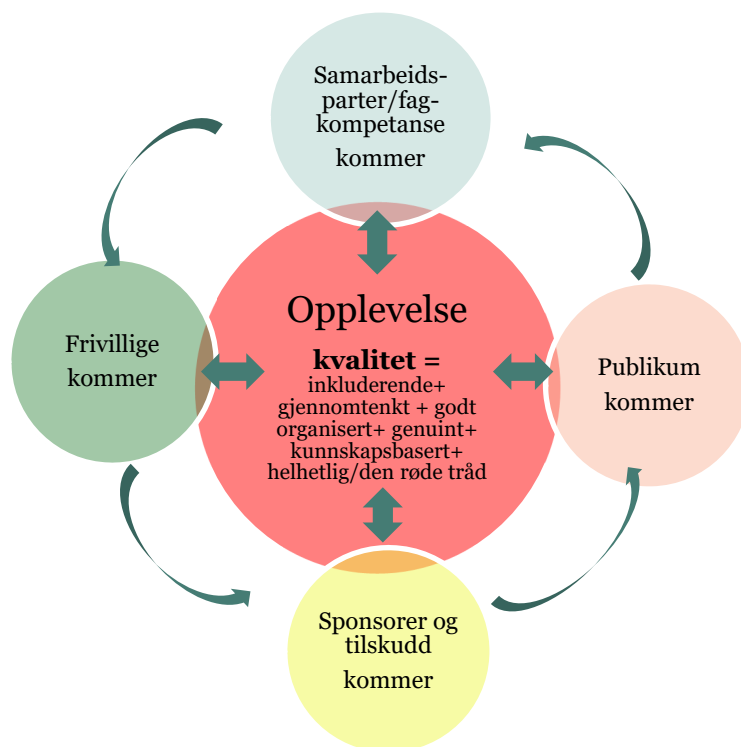 Samarbeids-
parter/fag-
kompetanse
kommer
Opplevelse
kvalitet =
inkluderende+
gjennomtenkt + godt
organisert+ genuint+
kunnskapsbasert+
helhetlig/den røde tråd
Frivillige
kommer
Publikum
kommer
Sponsorer og
tilskudd
kommer